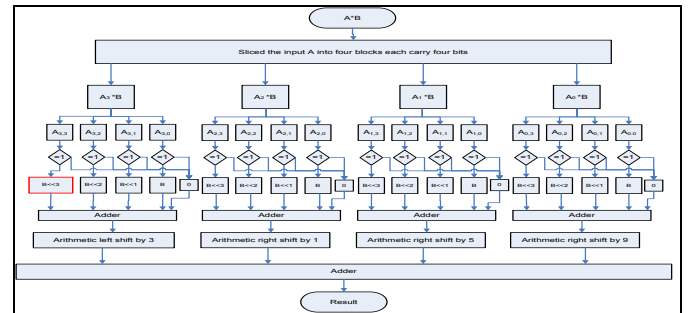 A*B
Sliced the input A into four blocks each carry four bits
A3 *B A2 *B A1 *B A0 *B
A3,3 A3,2 A3,1 A3,0 A2,3 A2,2 A2,1 A2,0 A1,3 A1,2 A1,1 A1,0 A0,3 A0,2 A0,1 A0,0
=1 =1 =1 =1 =1 =1 =1 =1 =1 =1 =1 =1 =1 =1 =1 =1
B<<3 B<<2 B<<1 B 0 B<<3 B<<2 B<<1 B 0 B<<3 B<<2 B<<1 B 0 B<<3 B<<2 B<<1 B 0
Adder Adder Adder Adder
Arithmetic left shift by 3 Arithmetic right shift by 1 Arithmetic right shift by 5 Arithmetic right shift by 9
Adder
Result